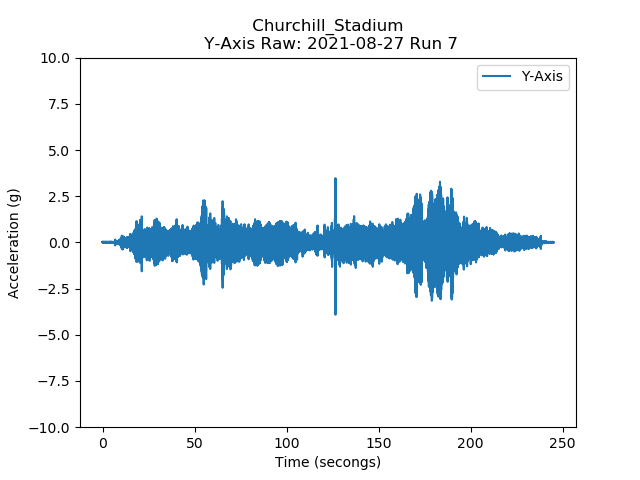 Churchill_Stadium
Y-Axis Raw: 2021-08-27 Run 7
Y-Axis
10.0
7.5
5.0
2.5
0.0
−2.5
−5.0
−7.5
−10.0
Acceleration (g)
0 50 100 150 200 250
Time (secongs)